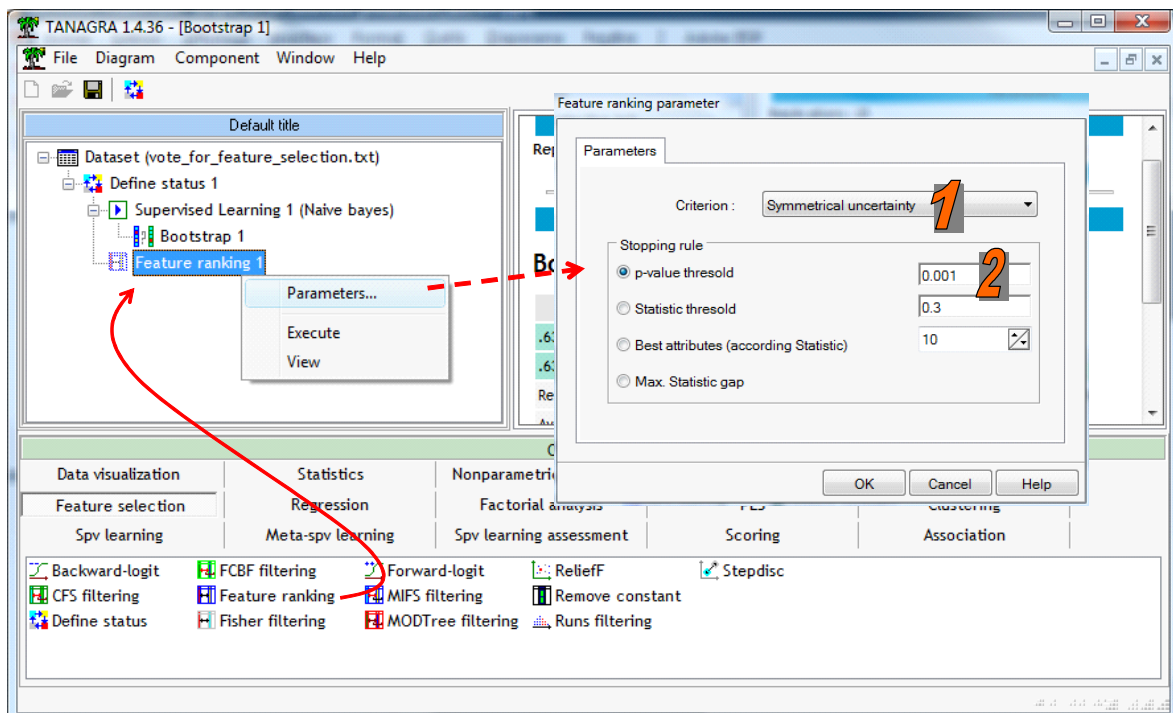 TANAGRA 1.4.36 - [Bootstrap 1]
File Diagram Component Window Help
Default title
Dataset (vote_for_feature_selection.txt)
Define status 1
Supervised Learning 1 (Naive bayes)
Bootstrap 1
Feature ranking 1
Parameters...
Execute
View
Feature ranking parameter
Parameters
Criterion : Symmetrical uncertainty
1
Stopping rule
2
p-value thresold 0.001
Statistic thresold 0.3
Best attributes (according Statistic) 10
Max. Statistic gap
OK Cancel Help
Data visualization Statistics
Feature selection Regression Factorial analysis Clustering
Spv learning Meta-spv learning Spv learning assessment Scoring Association
Backward-logit FCBF filtering Forward-logit ReliefF Stepdisc
CFS filtering Feature ranking MIFS filtering Remove constant
Define status Fisher filtering MODTree filtering Runs filtering